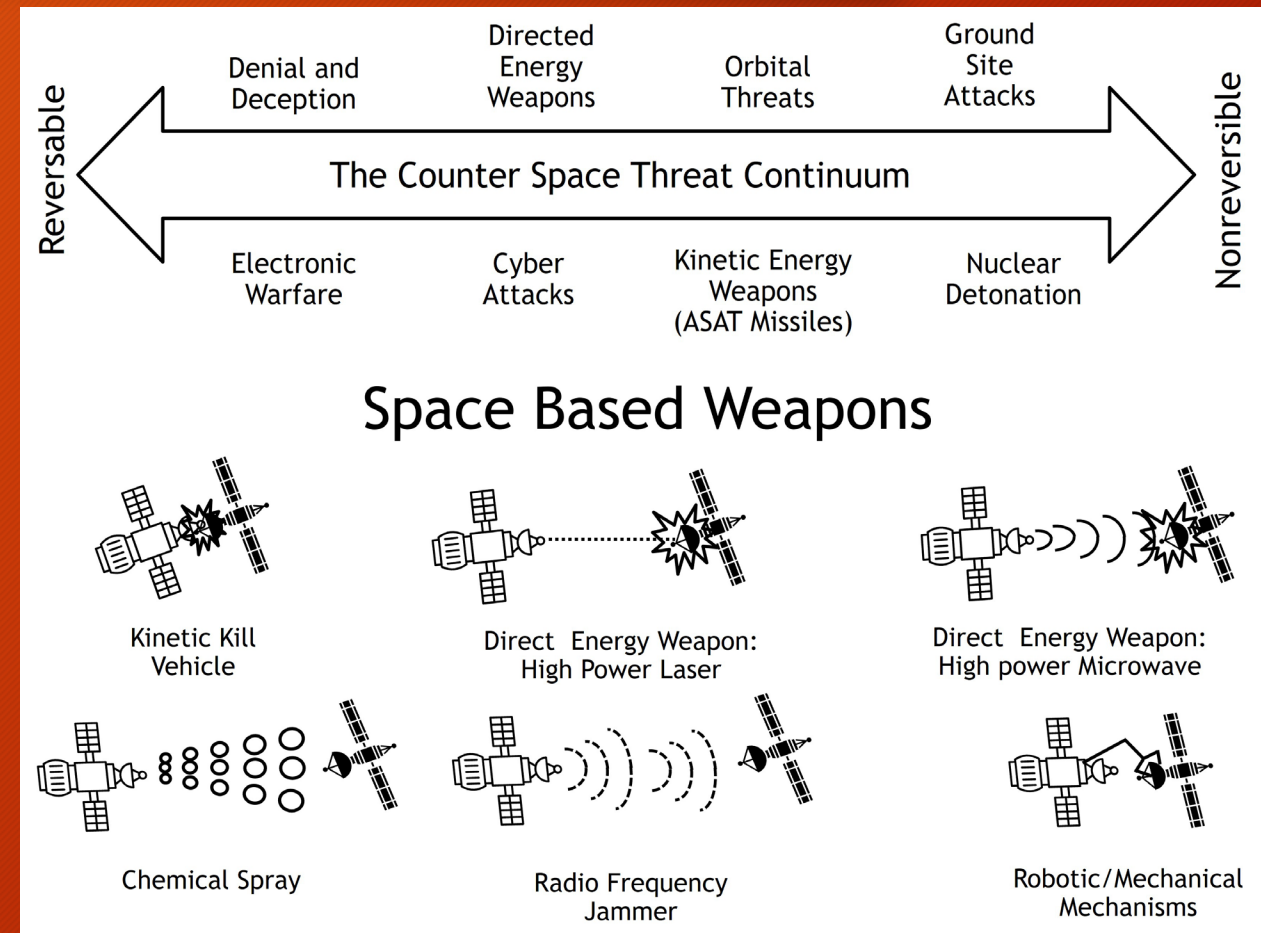 Denial and
Deception
Directed
Energy
Weapons
Orbital
Threats
Ground
Site
Attacks
Reversable
The Counter Space Threat Continuum
Nonreversible
Electronic
Warfare
Cyber
Attacks
Kinetic Energy
Weapons
(ASAT Missiles)
Nuclear
Detonation
Space Based Weapons
Kinetic Kill
Vehicle
Direct Energy Weapon:
High Power Laser
Direct Energy Weapon:
High power Microwave
Chemical Spray
Radio Frequency
Jammer
Robotic/Mechanical
Mechanisms